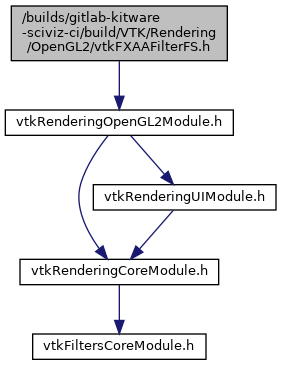 /builds/gitlab-kitware
-sciviz-ci/build/VTK/Rendering
/OpenGL2/vtkFXAAFilterFS.h
vtkRenderingOpenGL2Module.h
vtkRenderingUIModule.h
vtkRenderingCoreModule.h
vtkFiltersCoreModule.h